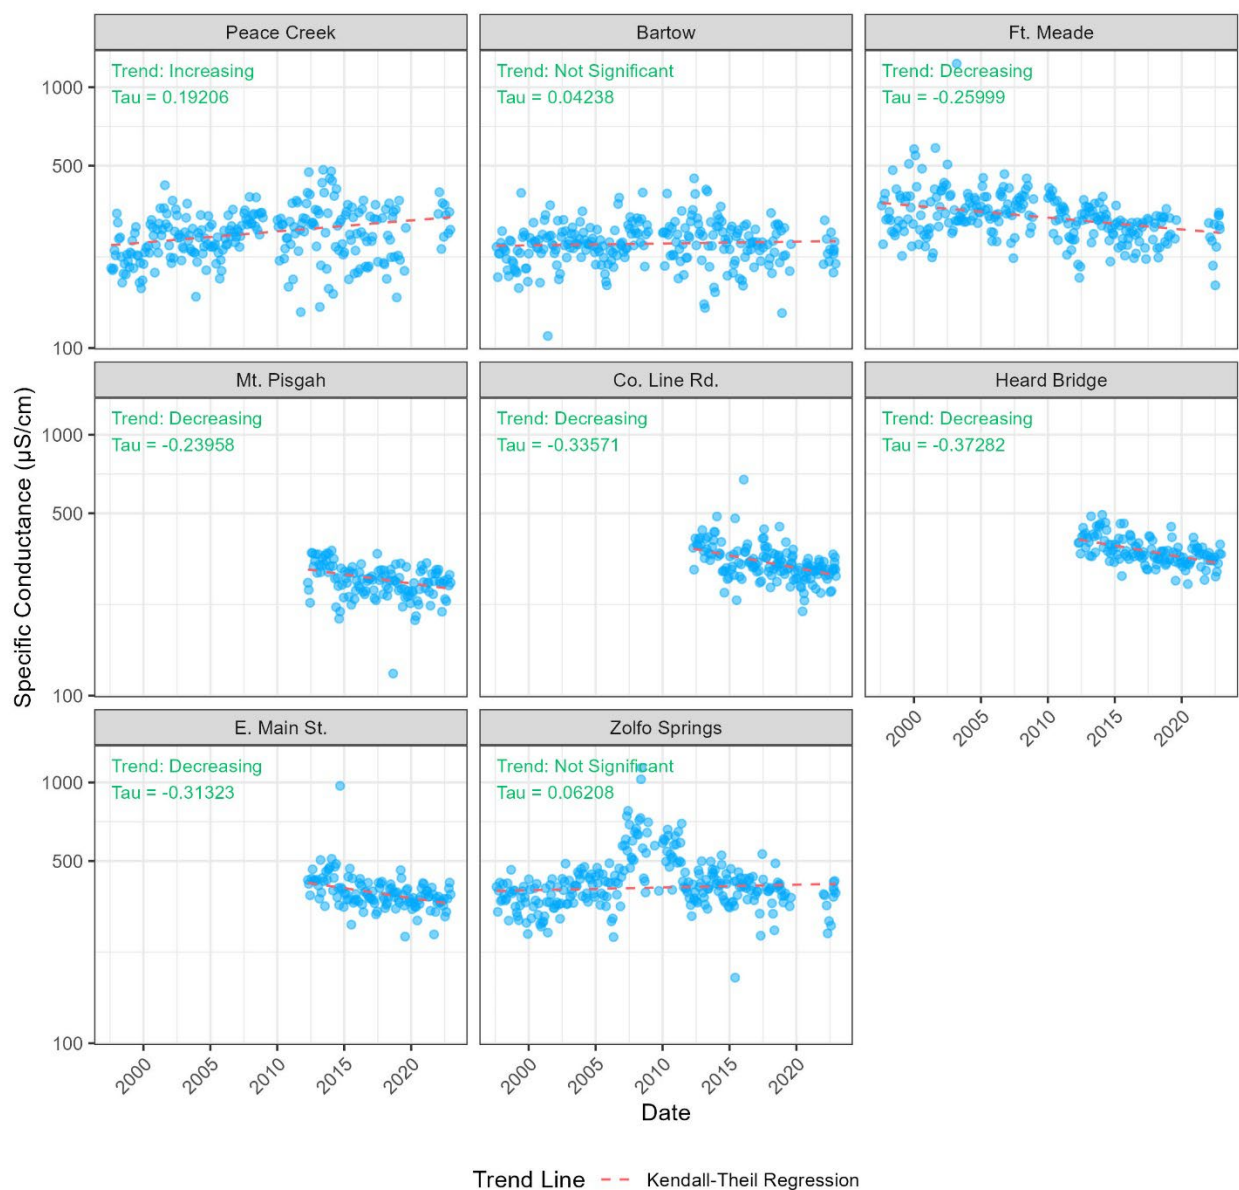 Peace Creek
Bartow
Ft. Meade
Trend: Increasing
Tau = 0.19206
Trend: Not Significant
Tau = 0.04238
Trend: Decreasing
Tau = -0.25999
1000
500
100
Mt. Pisgah
Co. Line Rd.
Heard Bridge
Trend: Decreasing
Tau = -0.23958
Trend: Decreasing
Tau = -0.33571
Trend: Decreasing
Tau = -0.37282
1000
500
100
Specific Conductance (µS/cm)
2000
2005
2010
2015
2020
E. Main St.
Zolfo Springs
Trend: Decreasing
Tau = -0.31323
Trend: Not Significant
Tau = 0.06208
1000
500
100
2000
2005
2010
2015
2020
2000
2005
2010
2015
2020
Date
Trend Line
Kendall-Theil Regression